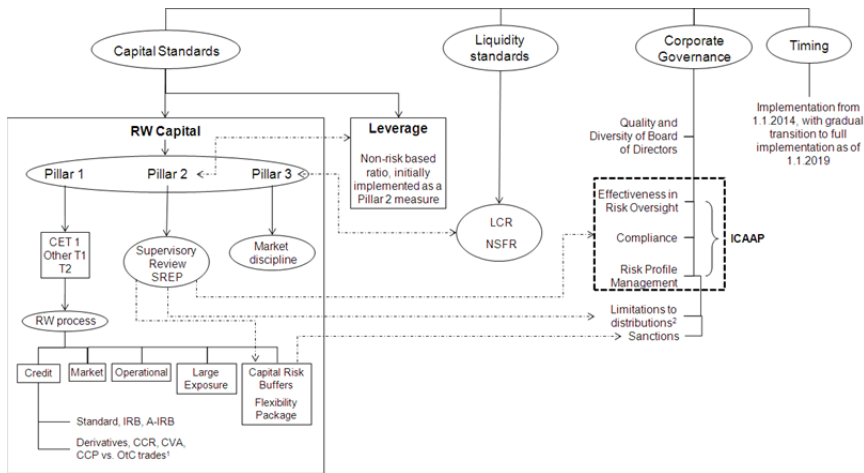 Capital Standards
Liquidity
standards
Corporate
Governance
Timing
RW Capital
Leverage
Non-risk based
ratio, initially
implemented as a
Pillar 2 measure
Pillar 1
Pillar 2
Pillar 3
CET 1
Other T1
T2
Supervisory
Review
SREP
Market
discipline
RW process
Credit
Market
Operational
Large
Exposure
Capital Risk
Buffers
Flexibility
Package
Standard, IRB, A-IRB
Derivatives, CCR, CVA,
CCP vs. OtC trades¹
LCR
NSFR
Quality and
Diversity of Board
of Directors
Effectiveness in
Risk Oversight
Compliance
Risk Profile
Management
ICAAP
Limitations to
distributions²
Sanctions
Implementation from
1.1.2014, with gradual
transition to full
implementation as of
1.1.2019